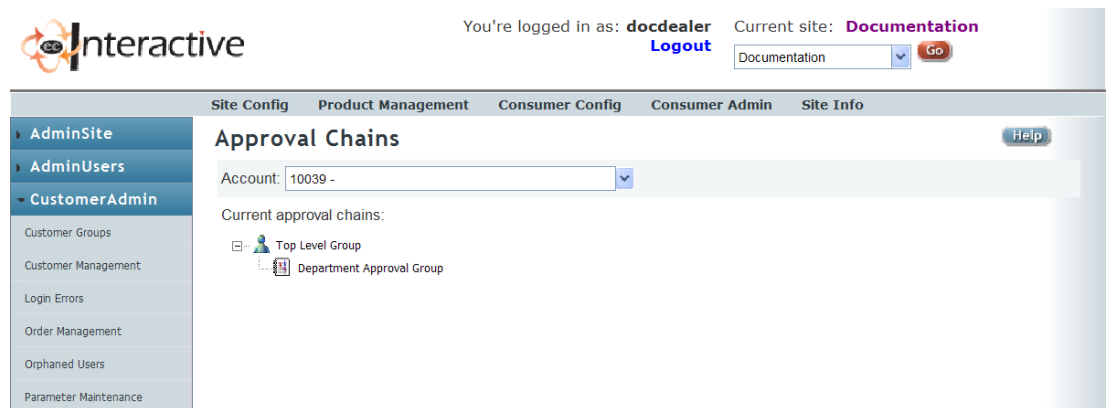 ec Interactive
You're logged in as: docdealer
Logout
Current site: Documentation
Documentation
Go
Site Config Product Management Consumer Config Consumer Admin Site Info
AdminSite
AdminUsers
CustomerAdmin
Customer Groups
Customer Management
Login Errors
Order Management
Orphaned Users
Parameter Maintenance
Approval Chains
Help
Account: 10039 -
Current approval chains:
Top Level Group
Department Approval Group